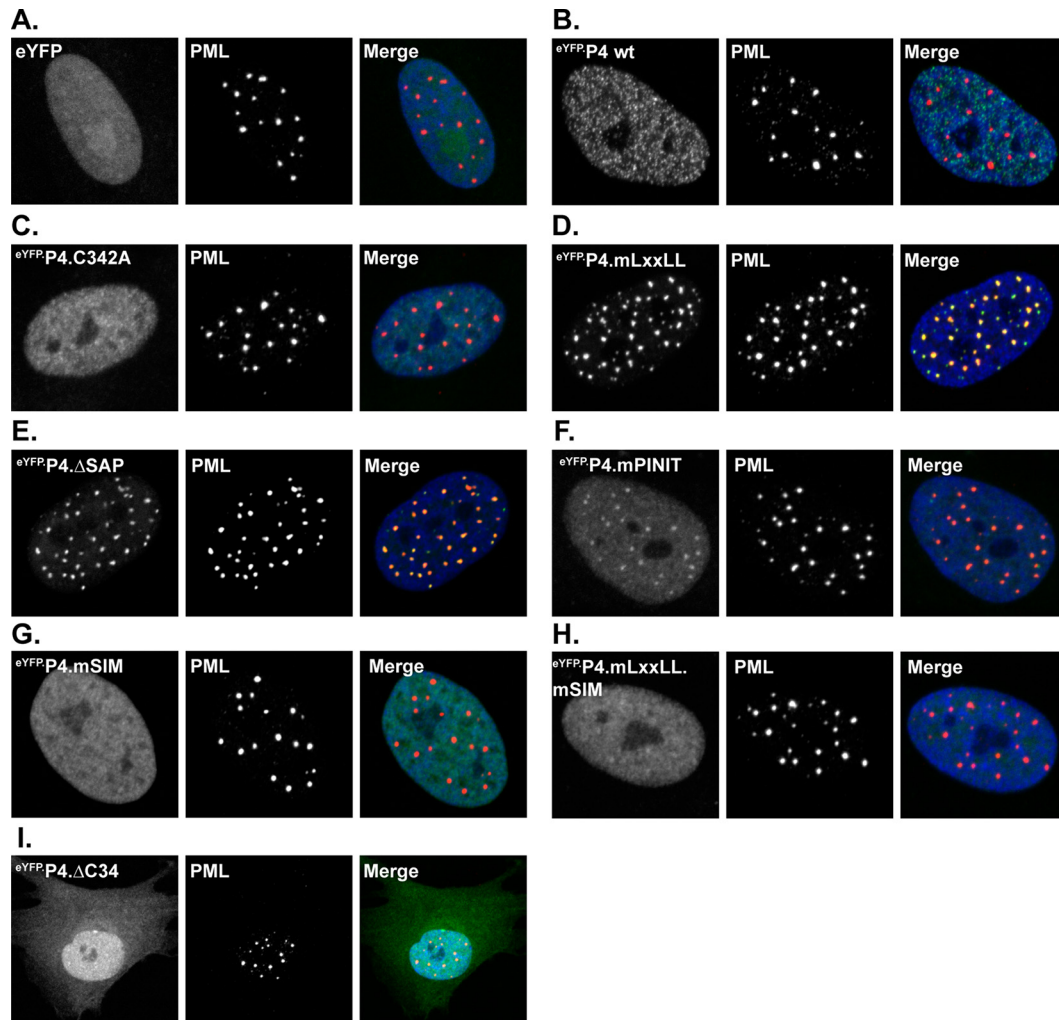 A.
eYFP PML Merge
B.
eYFP.P4 wt PML Merge
C.
eYFP.P4.C342A PML Merge
D.
eYFP.P4.mLxxLL PML Merge
E.
eYFP.P4.ΔSAP PML Merge
F.
eYFP.P4.mPINIT PML Merge
G.
eYFP.P4.mSIM PML Merge
H.
eYFP.P4.mLxxLL. PML Merge
mSIM
I.
eYFP.P4.ΔC34 PML Merge